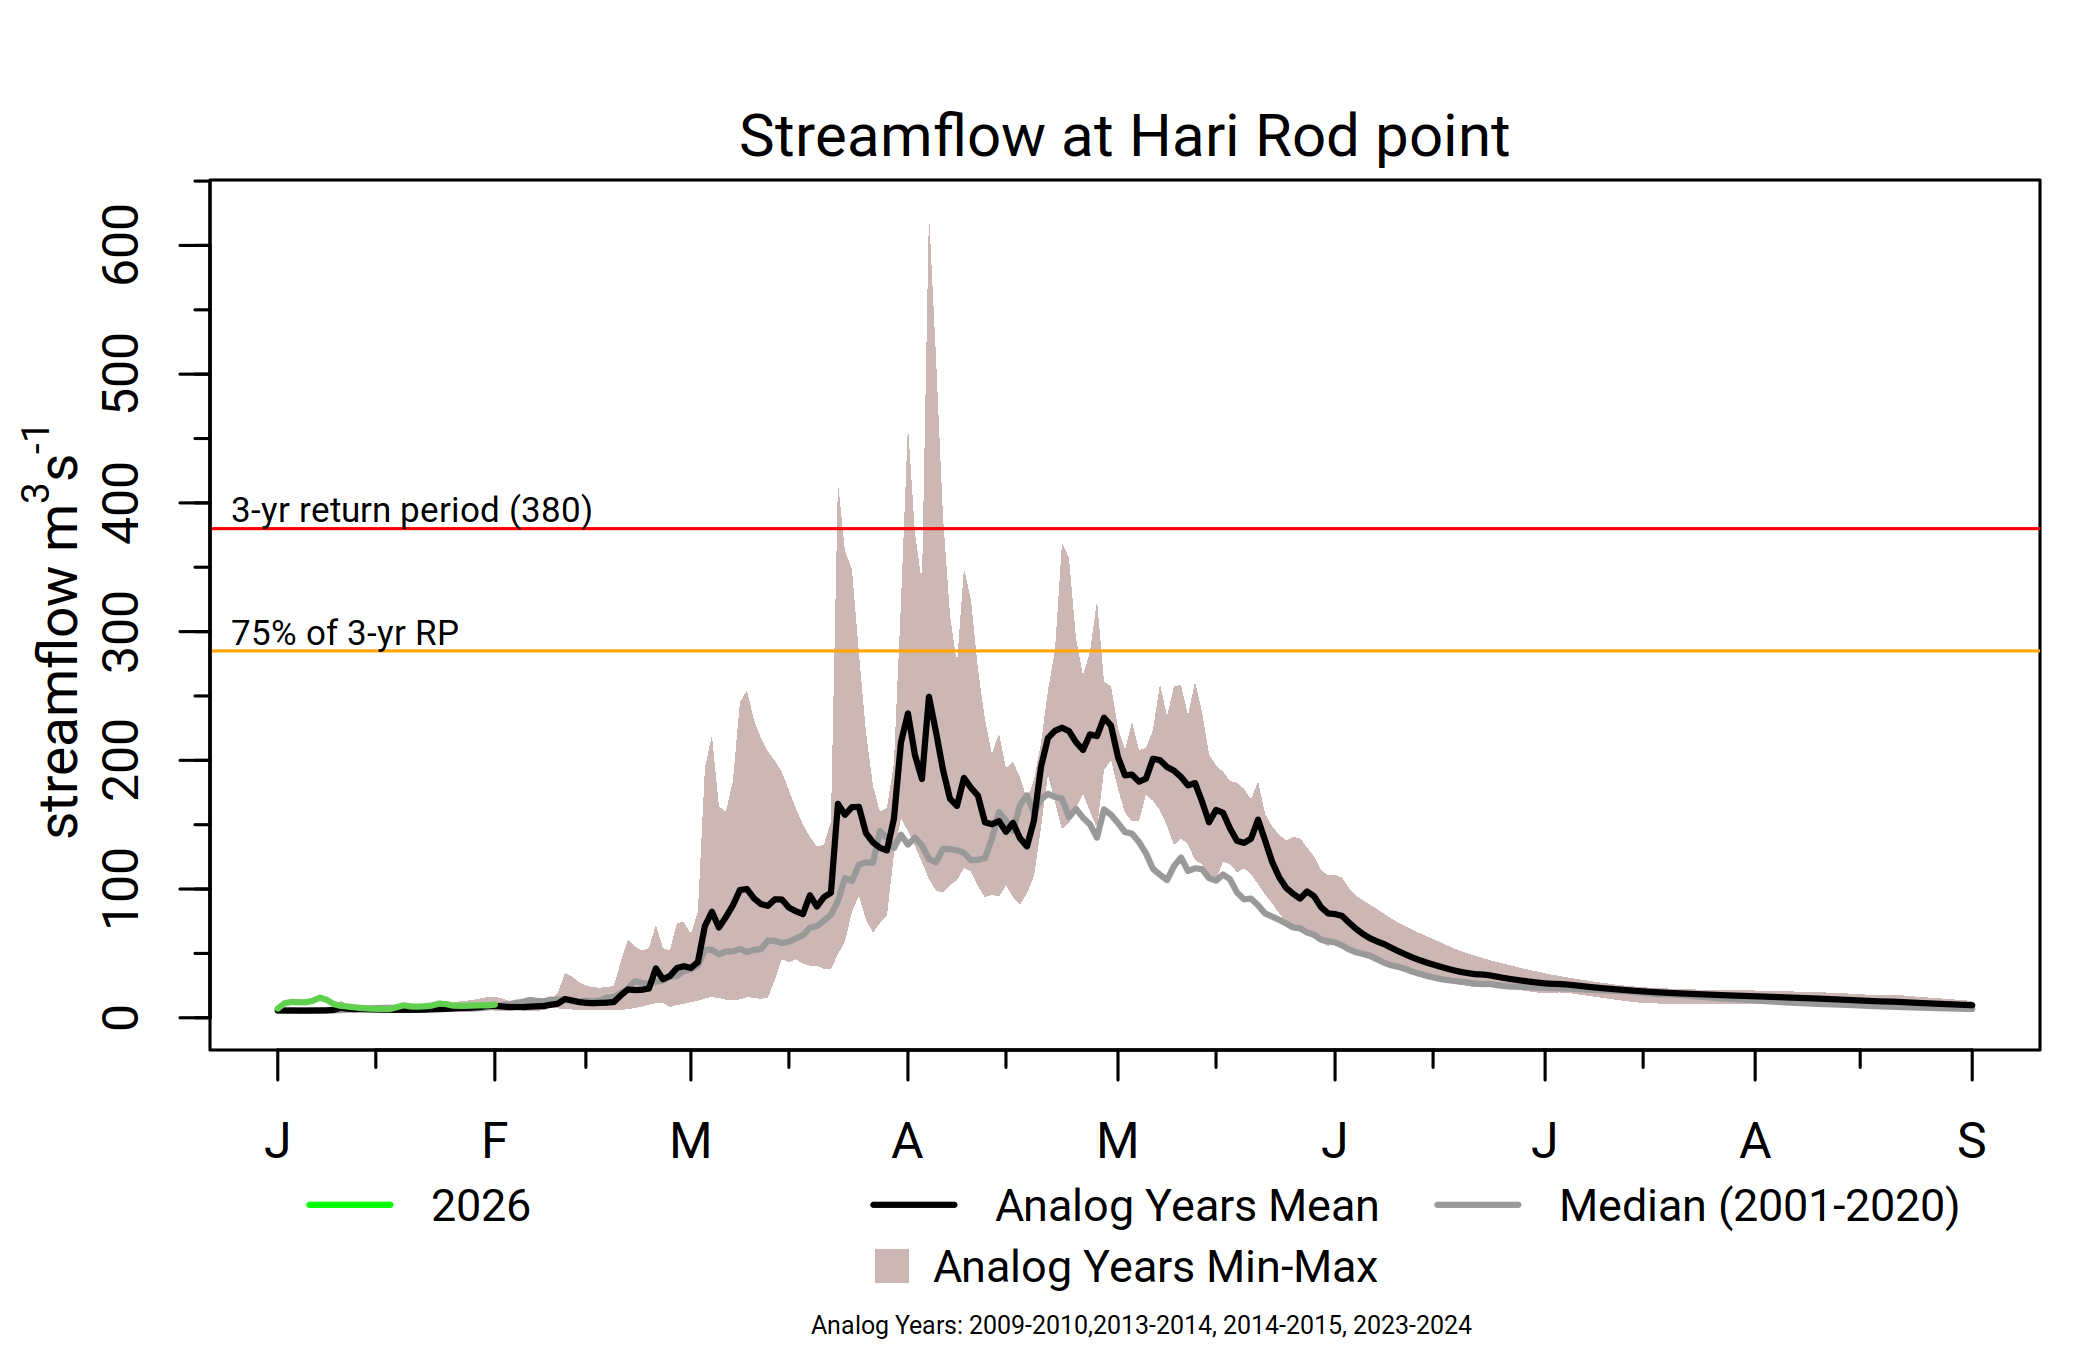 Streamflow at Hari Rod point
streamflow m3s-1
600
500
400
300
200
100
0
3-yr return period (380)
75% of 3-yr RP
J F M A M J J A S
2026 Analog Years Mean Median (2001-2020)
Analog Years Min-Max
Analog Years: 2009-2010,2013-2014, 2014-2015, 2023-2024